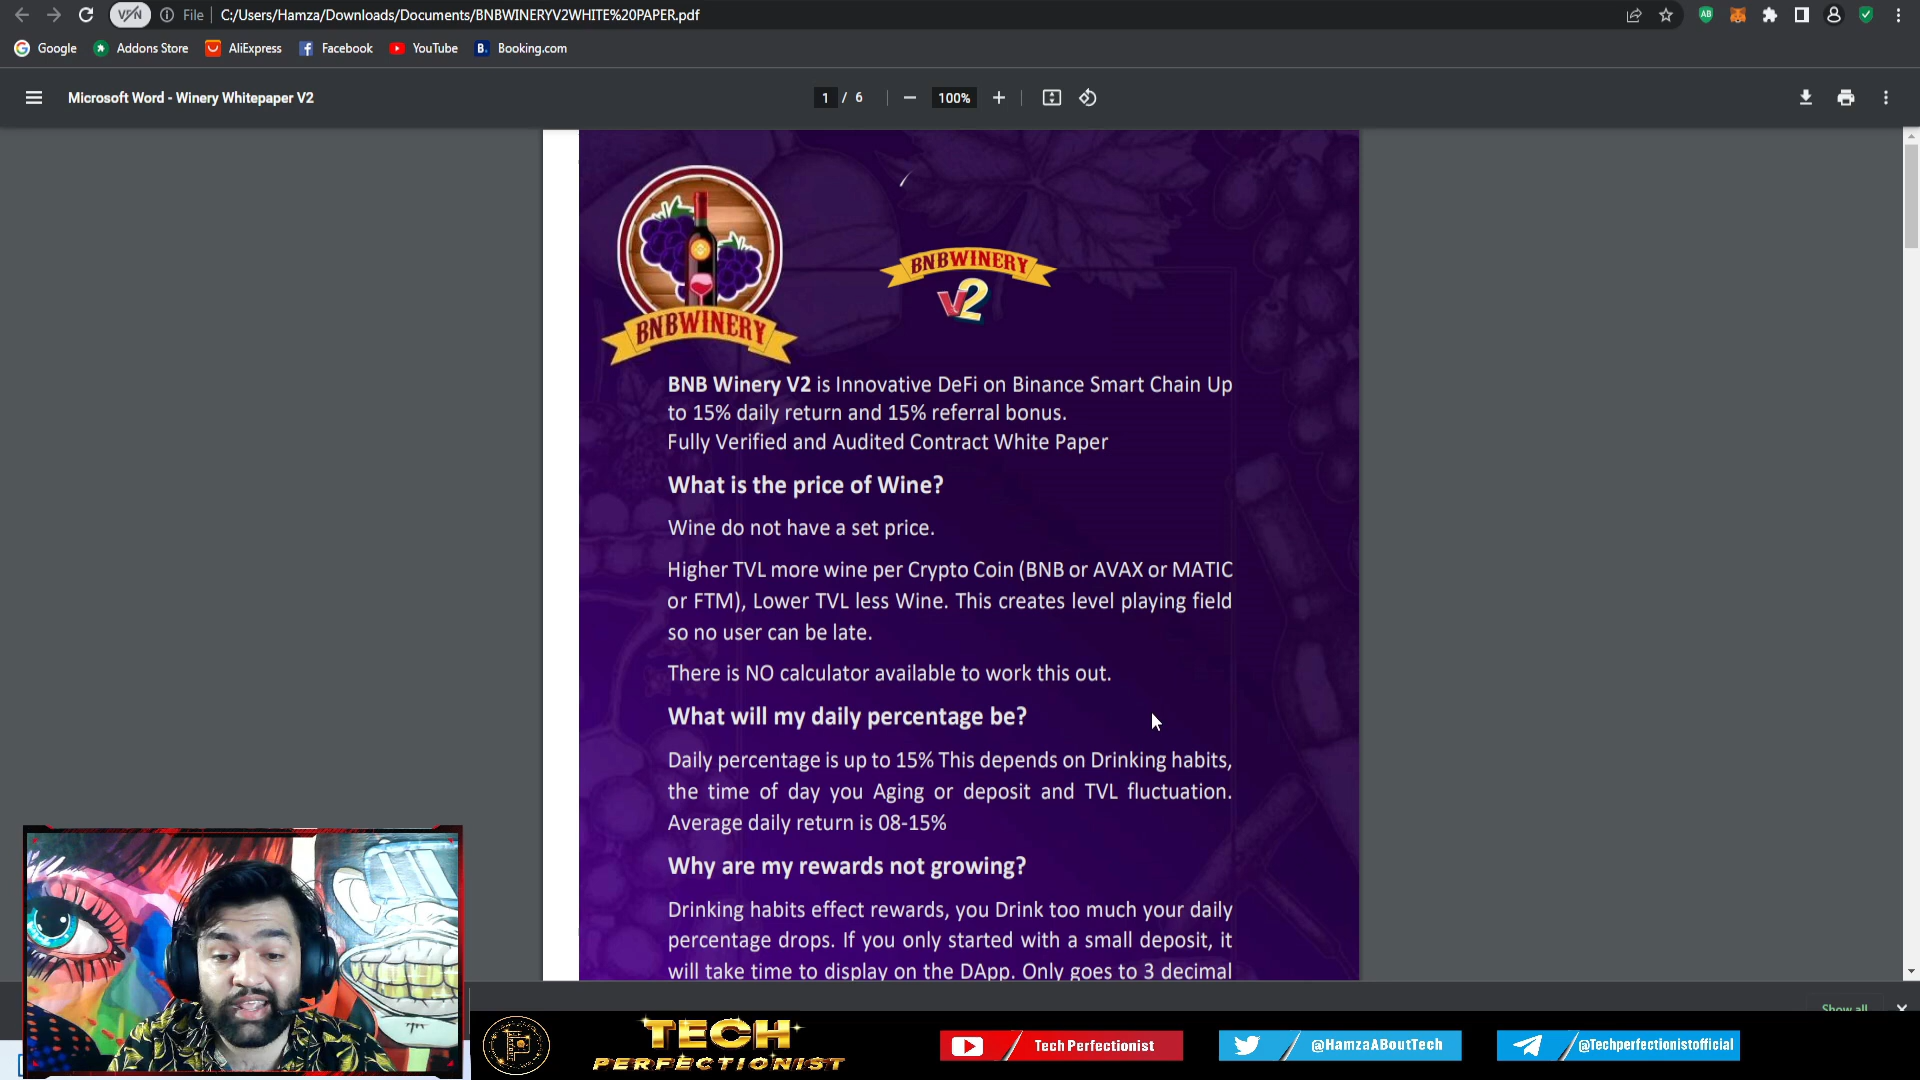 VPN
File
C:/Users/Hamza/Downloads/Documents/BNBWINERYV2WHITE%20PAPER.pdf
Google
Addons Store
AliExpress
Facebook
YouTube
B.
Booking.com
Microsoft Word - Winery Whitepaper V2
1 / 6
100%
BNBWINERY
BNBWINERY
v2
BNB Winery V2 is Innovative DeFi on Binance Smart Chain Up
to 15% daily return and 15% referral bonus.
Fully Verified and Audited Contract White Paper
What is the price of Wine?
Wine do not have a set price.
Higher TVL more wine per Crypto Coin (BNB or AVAX or MATIC
or FTM), Lower TVL less Wine. This creates level playing field
so no user can be late.
There is NO calculator available to work this out.
What will my daily percentage be?
Daily percentage is up to 15% This depends on Drinking habits,
the time of day you Aging or deposit and TVL fluctuation.
Average daily return is 08-15%
Why are my rewards not growing?
Drinking habits effect rewards, you Drink too much your daily
percentage drops. If you only started with a small deposit, it
will take time to display on the DApp. Only goes to 3 decimal
Show all
TECH
PERFECTIONIST
Tech Perfectionist
@HamzaABoutTech
@Techperfectionistofficial